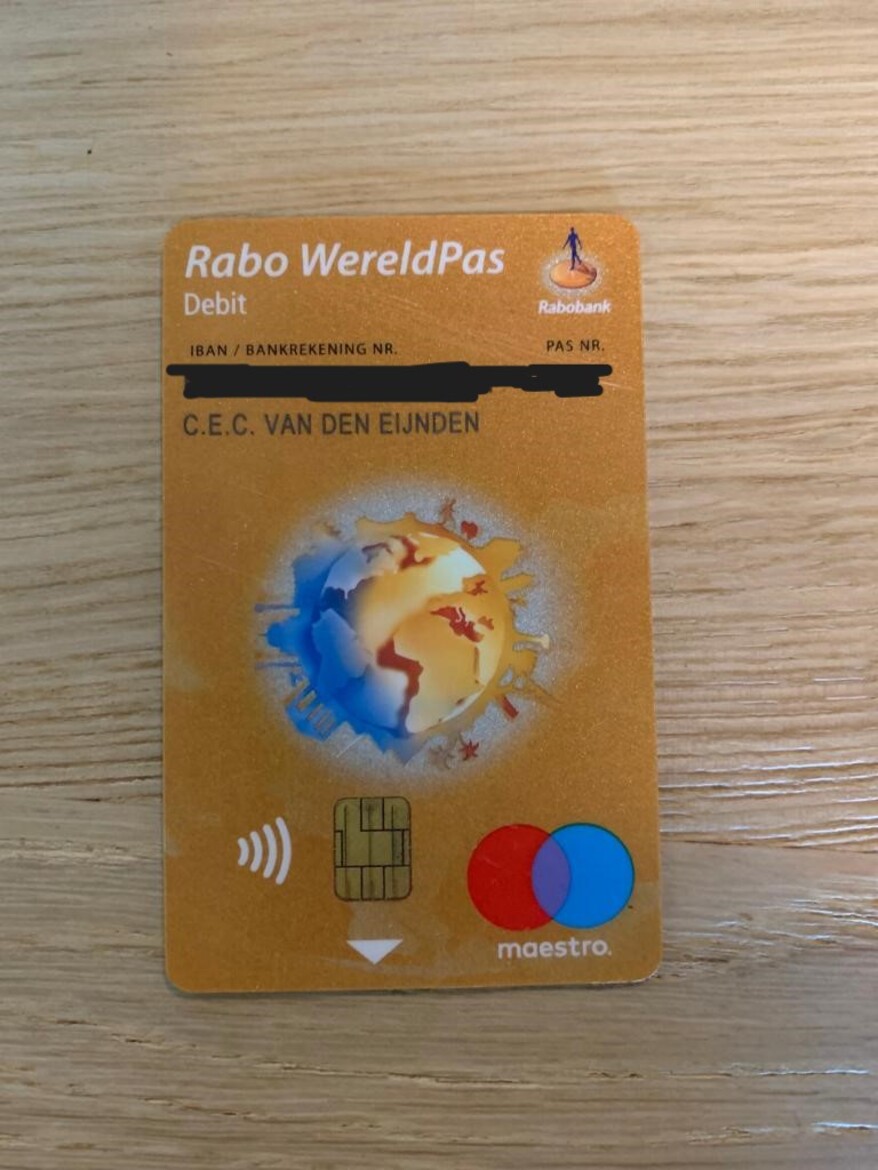 Rabo WereldPas
Debit
Rabobank
IBAN / BANKREKENING NR. PAS NR.
C.E.C. VAN DEN EIJNDEN
maestro.